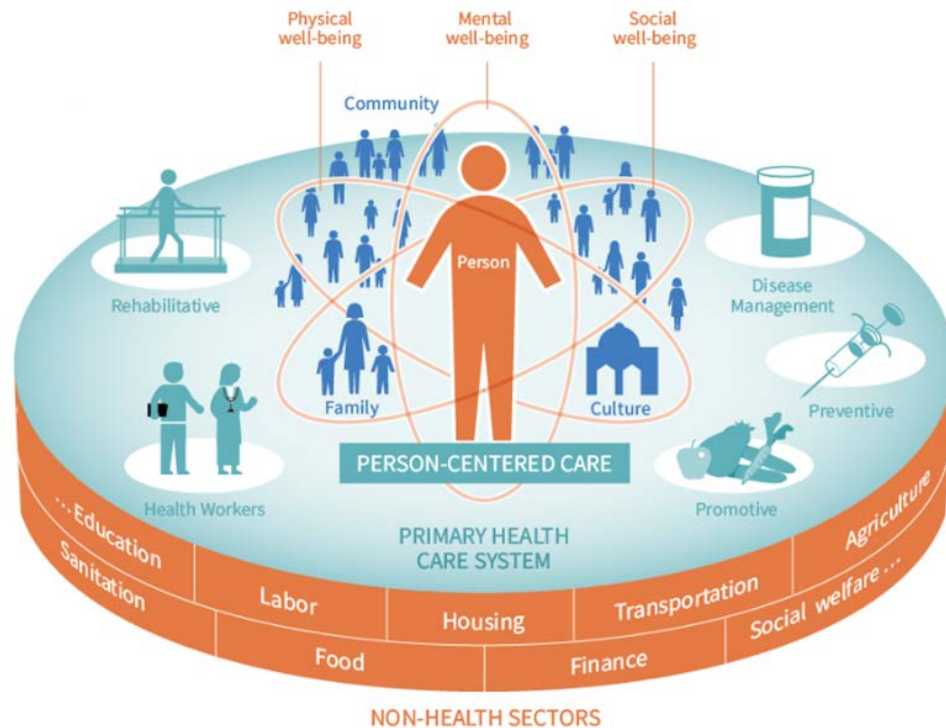 Physical
well-being
Mental
well-being
Social
well-being
Community
Person
Rehabilitative
Disease
Management
Family
Culture
Preventive
PERSON-CENTERED CARE
Health Workers
Promotive
PRIMARY HEALTH
CARE SYSTEM
...Education
Labor
Housing
Transportation
Agriculture
Sanitation
Food
Finance
Social welfare...
NON-HEALTH SECTORS